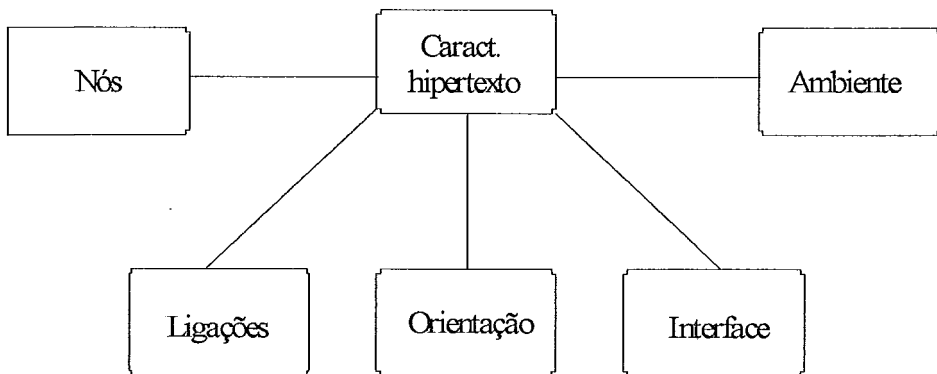 Caract.
hipertexto
Nós
Ambiente
Ligações
Orientação
Interface